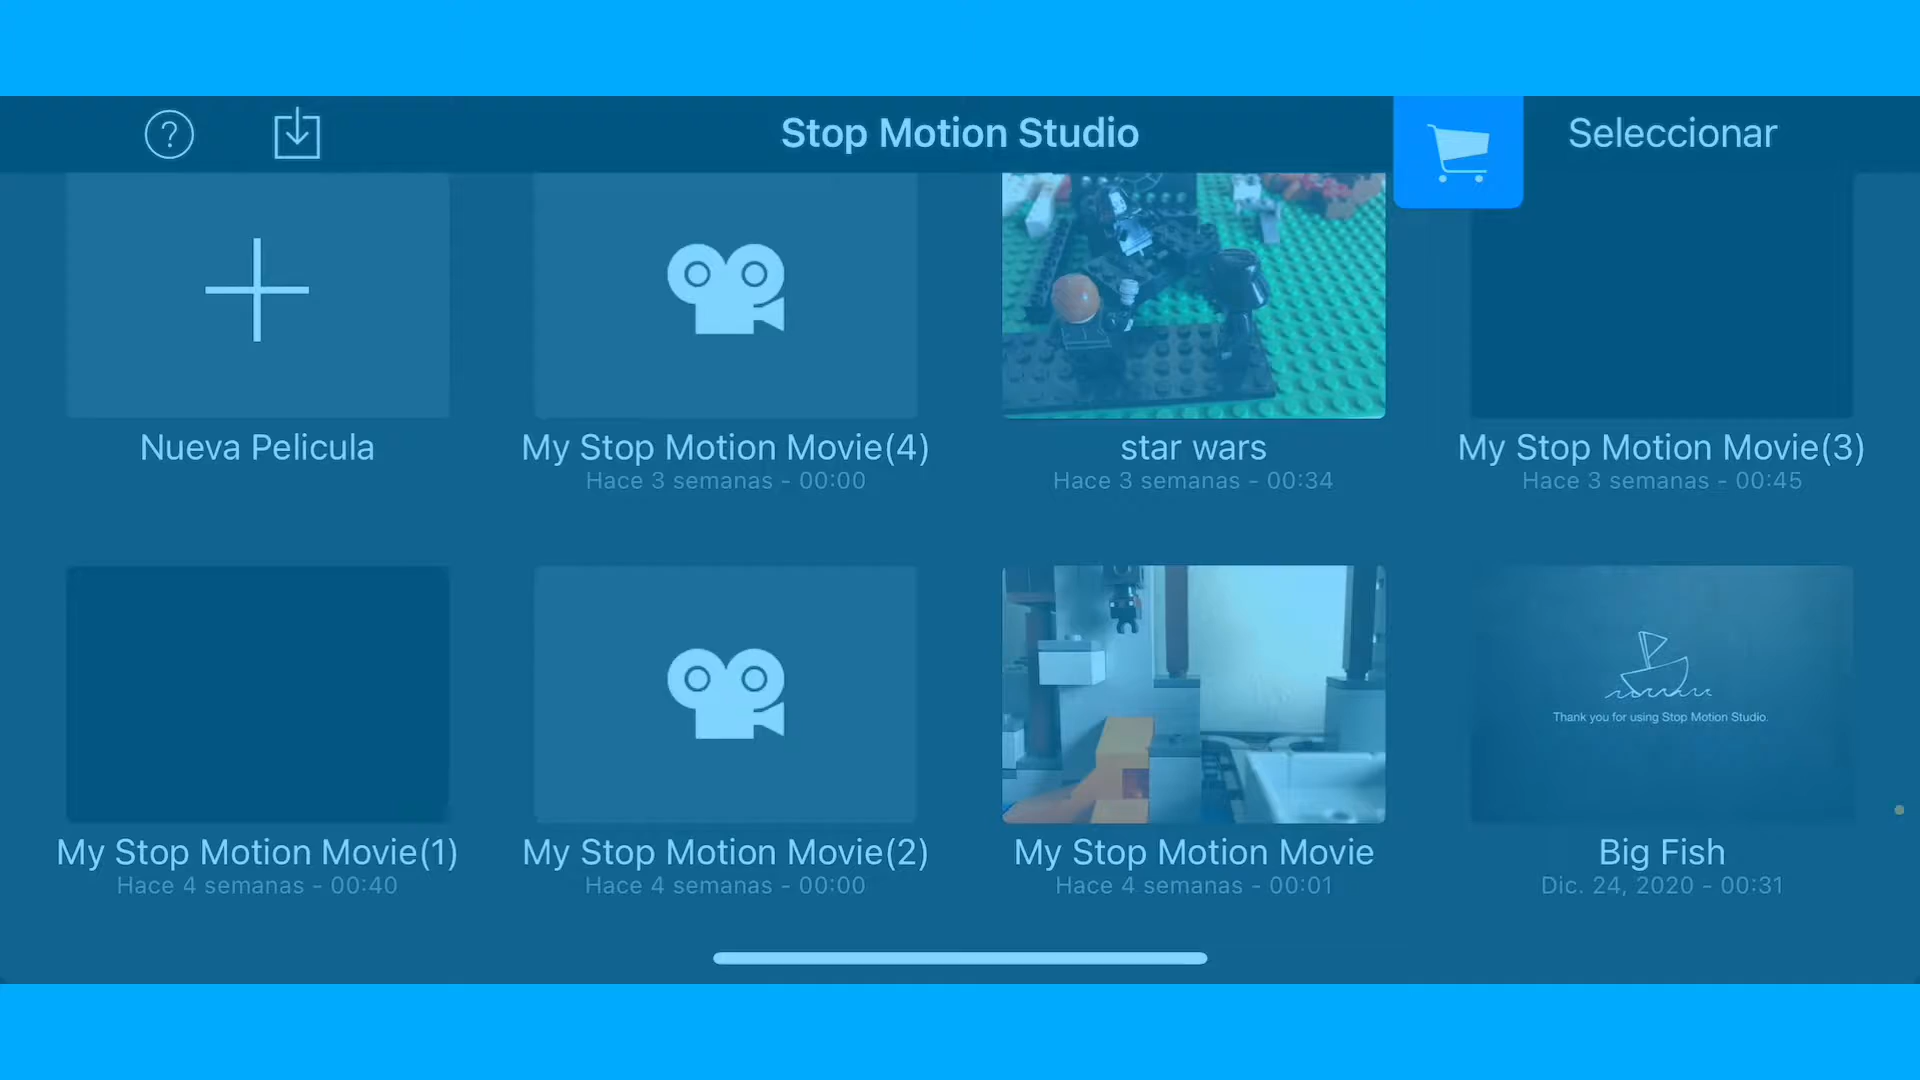 Stop Motion Studio
Seleccionar
Nueva Pelicula
My Stop Motion Movie(4)
Hace 3 semanas - 00:00
star wars
Hace 3 semanas - 00:34
My Stop Motion Movie(3)
Hace 3 semanas - 00:45
Thank you for using Stop Motion Studio.
My Stop Motion Movie(1)
Hace 4 semanas - 00:40
My Stop Motion Movie(2)
Hace 4 semanas - 00:00
My Stop Motion Movie
Hace 4 semanas - 00:01
Big Fish
Dic. 24, 2020 - 00:31